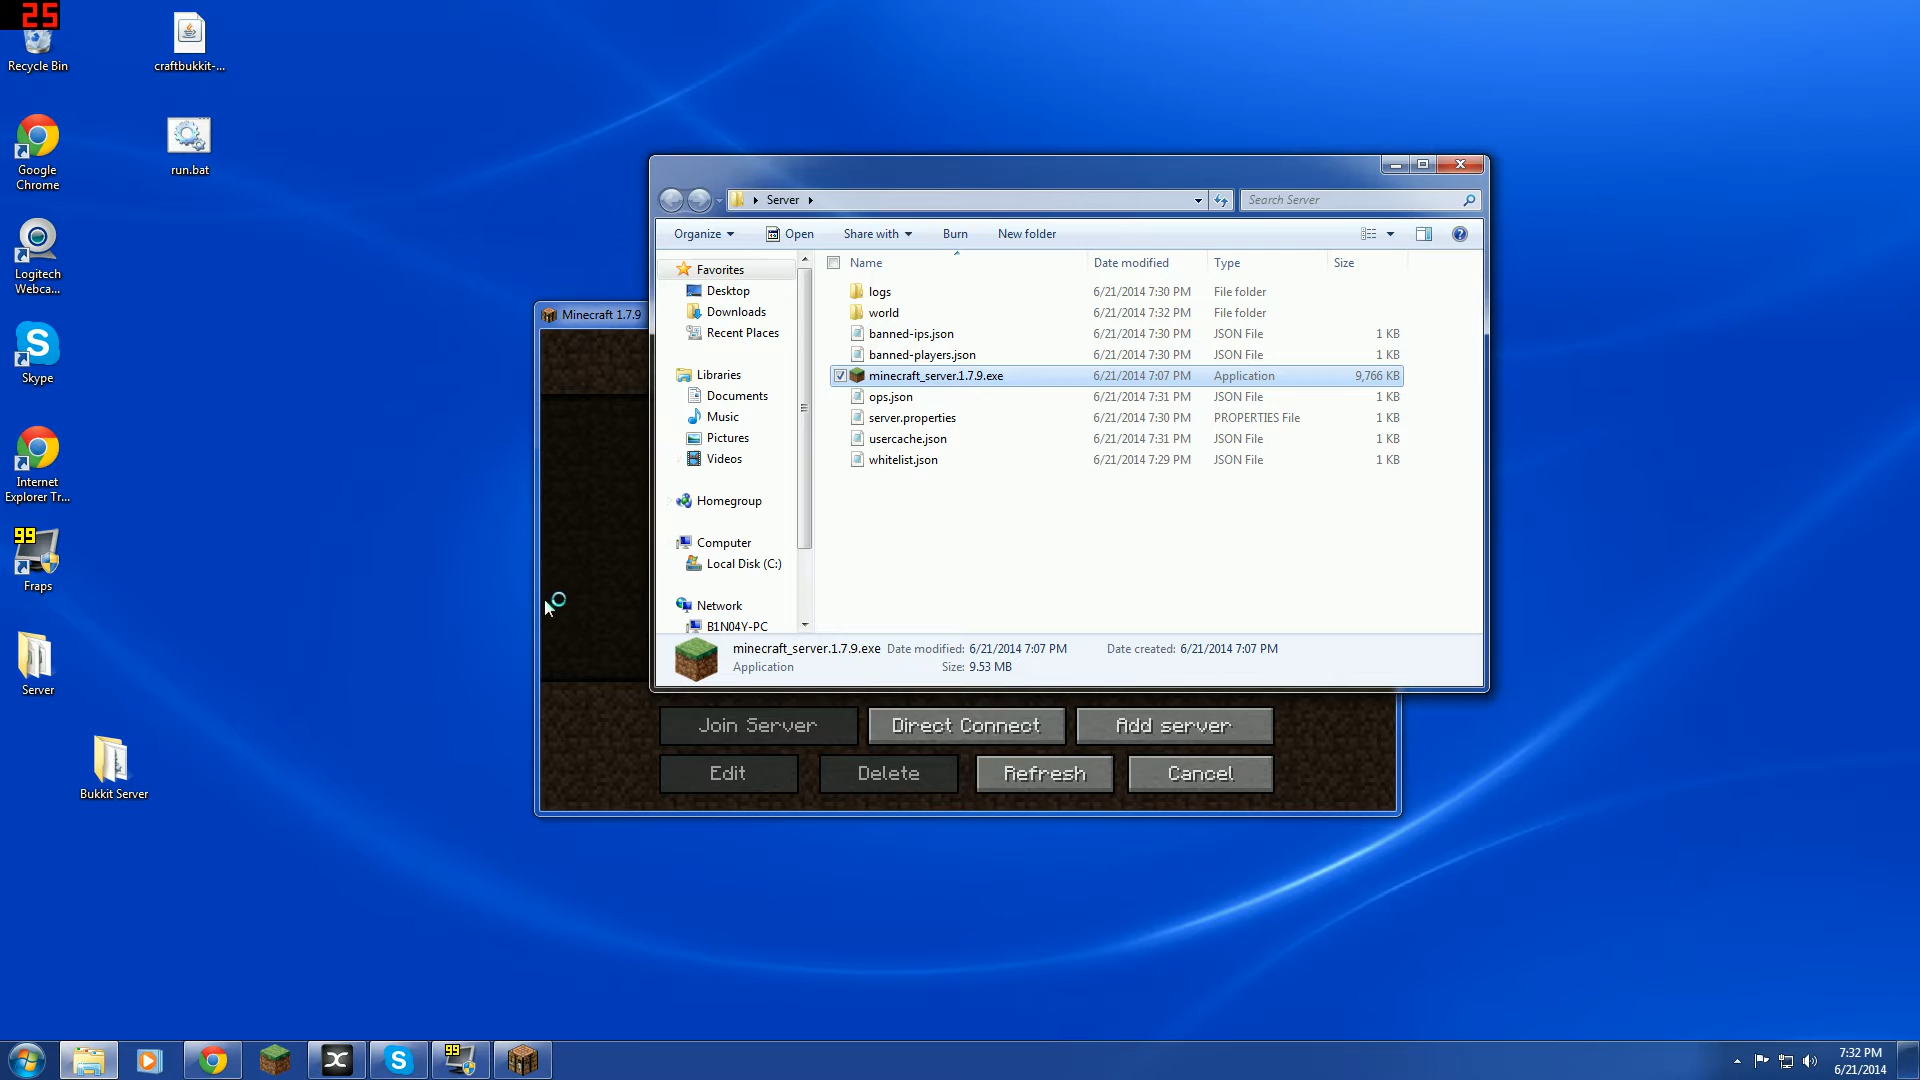 25
Recycle Bin
craftbukkit-...
Google
Chrome
run.bat
Logitech
Webca...
Skype
Internet
Explorer Tr...
99
Fraps
Server
Bukkit Server
Minecraft 1.7.9
Server
Search Server
Organize
Open
Share with
Burn
New folder
Name
Date modified
Type
Size
Favorites
Desktop
Downloads
Recent Places
Libraries
Documents
Music
Pictures
Videos
Homegroup
Computer
Local Disk (C:)
Network
B1N04Y-PC
logs 6/21/2014 7:30 PM File folder
world 6/21/2014 7:32 PM File folder
banned-ips.json 6/21/2014 7:30 PM JSON File 1 KB
banned-players.json 6/21/2014 7:30 PM JSON File 1 KB
minecraft_server.1.7.9.exe 6/21/2014 7:07 PM Application 9,766 KB
ops.json 6/21/2014 7:31 PM JSON File 1 KB
server.properties 6/21/2014 7:30 PM PROPERTIES File 1 KB
usercache.json 6/21/2014 7:31 PM JSON File 1 KB
whitelist.json 6/21/2014 7:29 PM JSON File 1 KB
minecraft_server.1.7.9.exe Date modified: 6/21/2014 7:07 PM Date created: 6/21/2014 7:07 PM
Application Size: 9.53 MB
Join Server Direct Connect Add server
Edit Delete Refresh Cancel
99
7:32 PM
6/21/2014